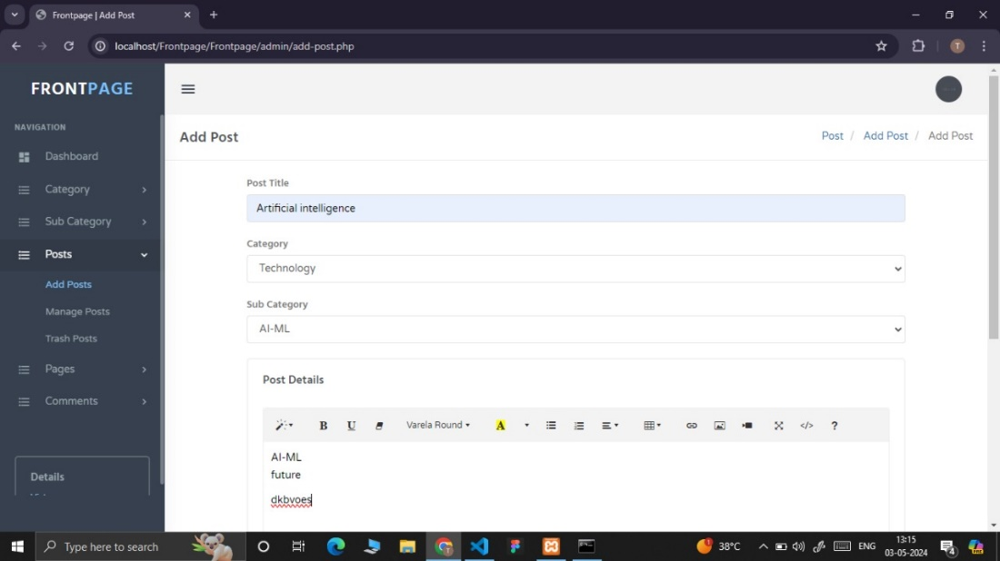 Frontpage | Add Post
localhost/Frontpage/Frontpage/admin/add-post.php
T
FRONTPAGE
NAVIGATION
Dashboard
Category
Sub Category
Posts
Add Posts
Manage Posts
Trash Posts
Pages
Comments
Details
Add Post
Post / Add Post / Add Post
Post Title
Artificial intelligence
Category
Technology
Sub Category
AI-ML
Post Details
B U Varela Round A </> ?
AI-ML
future
dkbvoes
Type here to search
38°C
ENG
13:15
03-05-2024
4